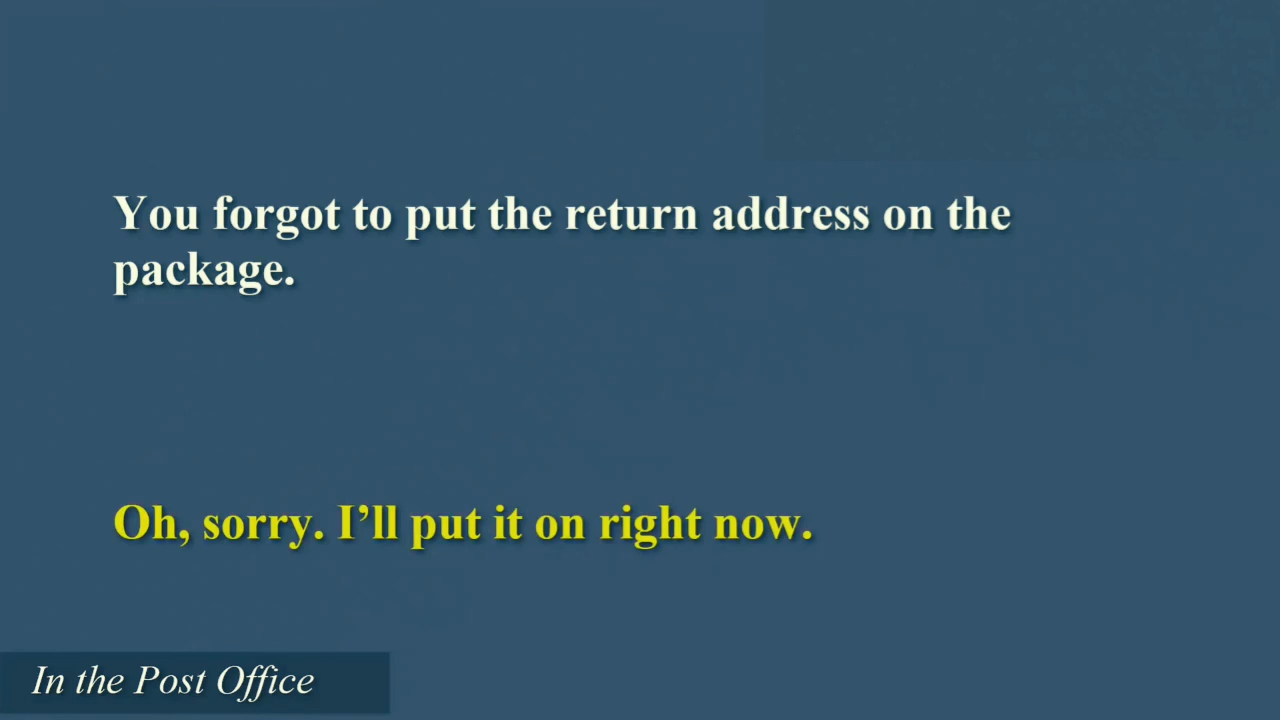 You forgot to put the return address on the
package.
Oh, sorry. I’ll put it on right now.
In the Post Office